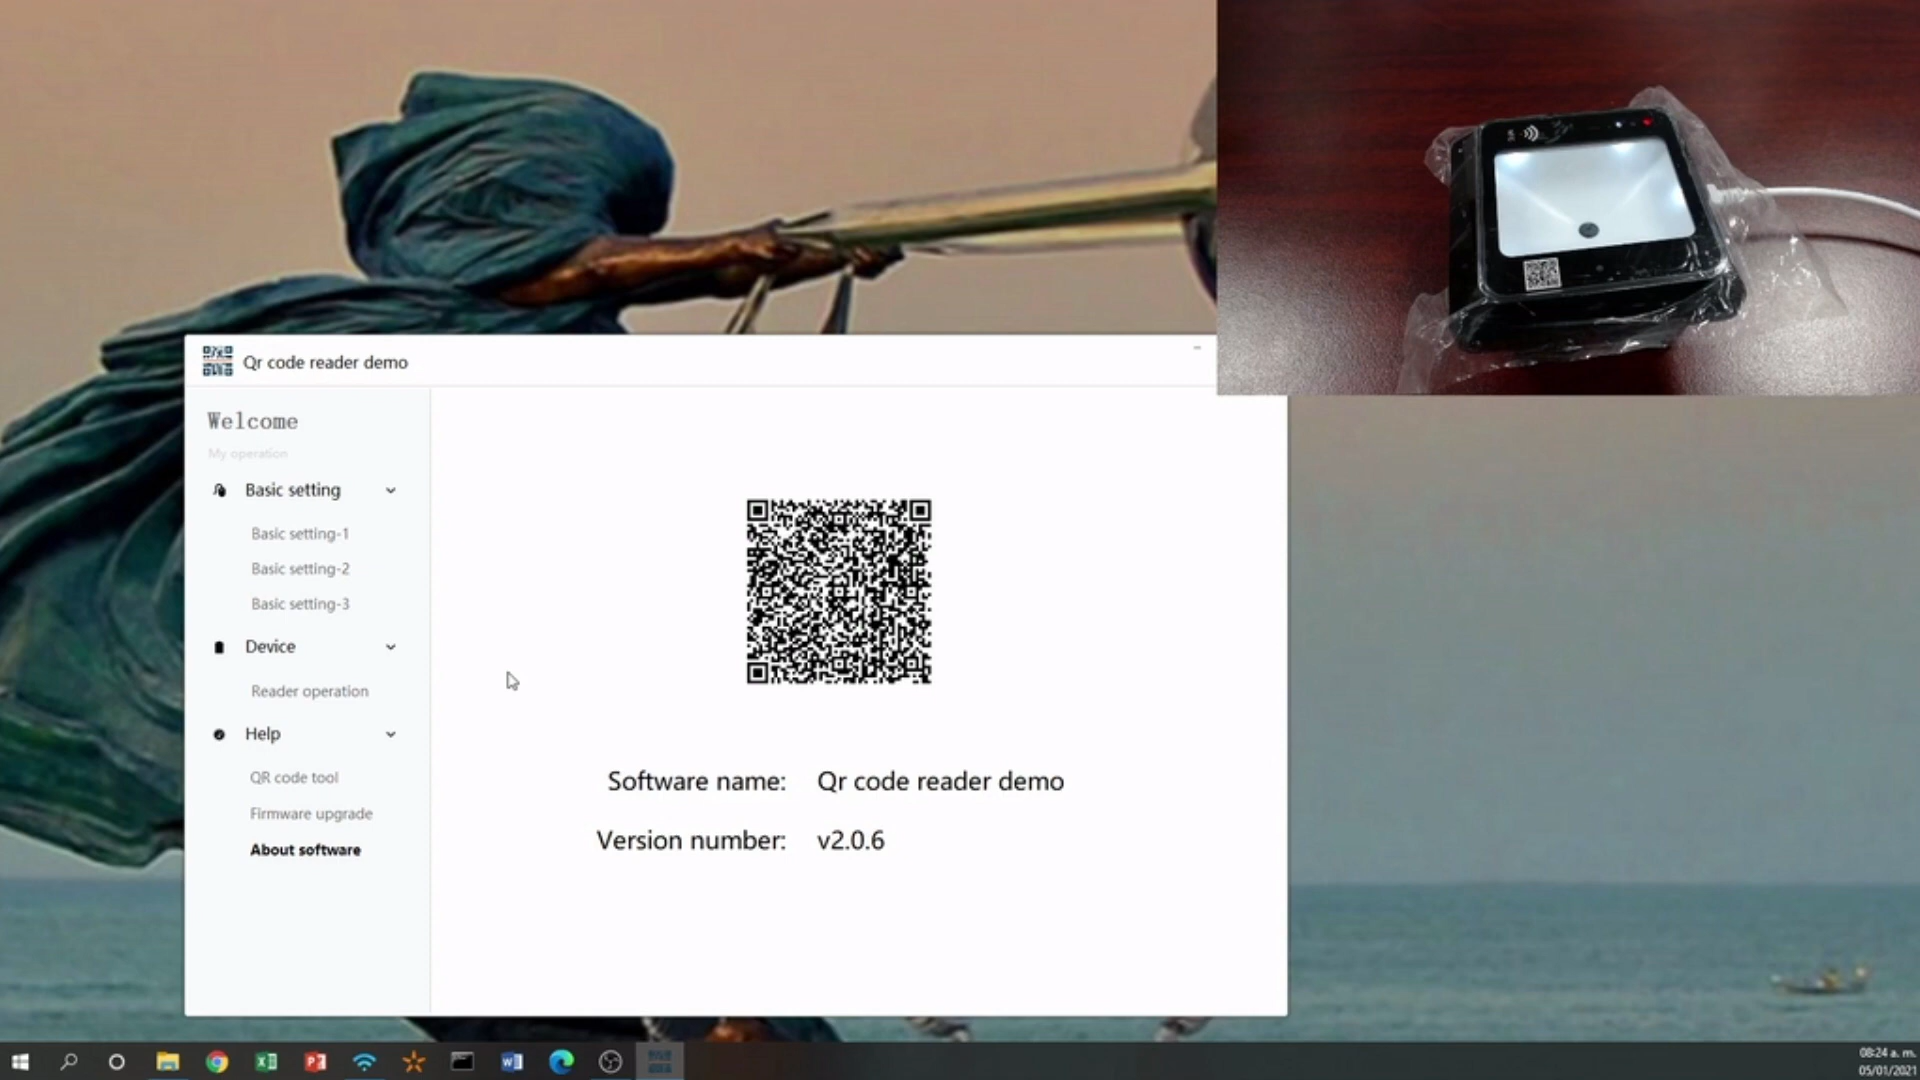 Qr code reader demo
Welcome
My operation
Basic setting
Basic setting-1
Basic setting-2
Basic setting-3
Device
Reader operation
Help
QR code tool
Firmware upgrade
About software
Software name: Qr code reader demo
Version number: v2.0.6
08:24 a. m.
05/01/2021